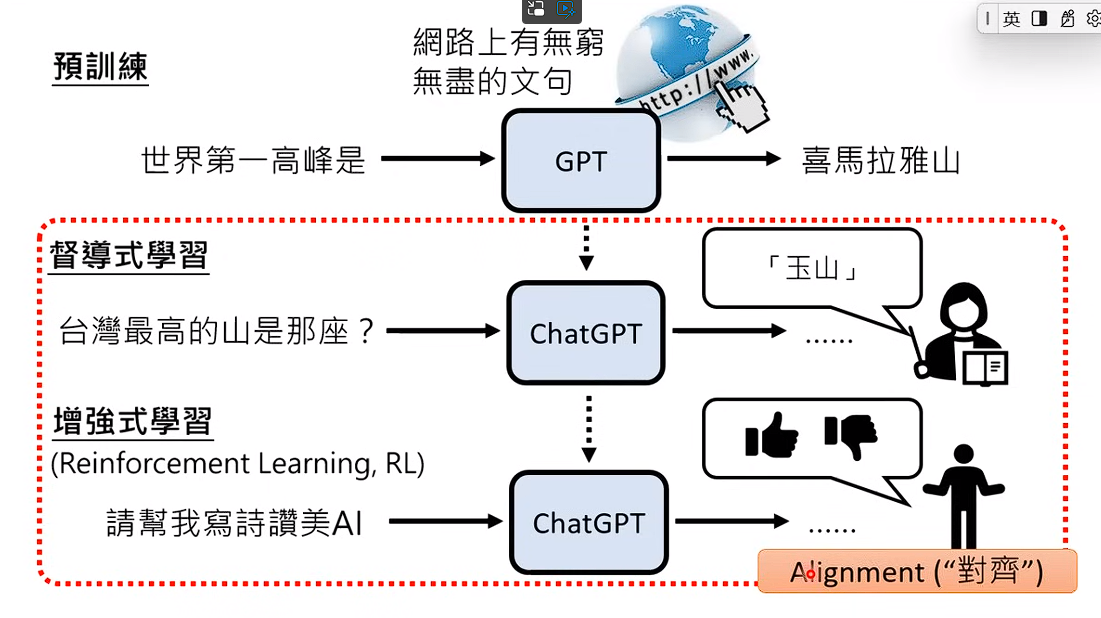 英
預訓練
網路上有無窮
無盡的文句
http://www.
世界第一高峰是
GPT
喜馬拉雅山
督導式學習
「玉山」
台灣最高的山是那座？
ChatGPT
......
增強式學習
(Reinforcement Learning, RL)
請幫我寫詩讚美AI
ChatGPT
......
Alignment (“對齊”)